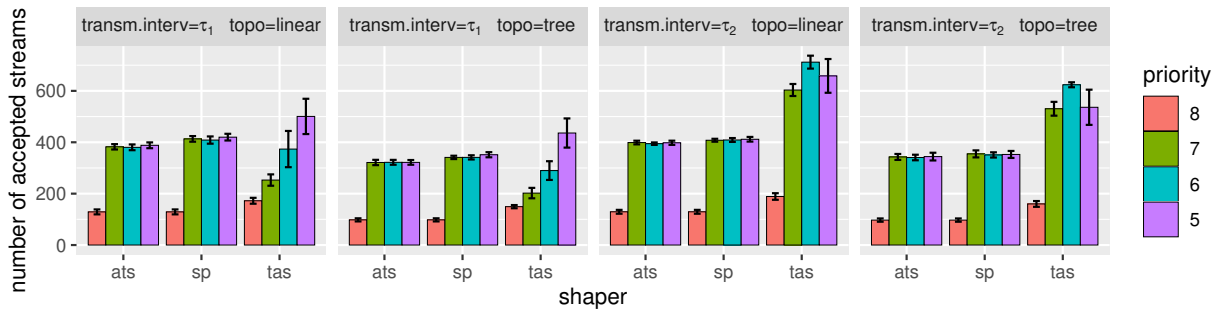 transm.interv=τ1 topo=linear
transm.interv=τ1 topo=tree
transm.interv=τ2 topo=linear
transm.interv=τ2 topo=tree
number of accepted streams
600
400
200
0
ats sp tas
ats sp tas
ats sp tas
ats sp tas
shaper
priority
8
7
6
5